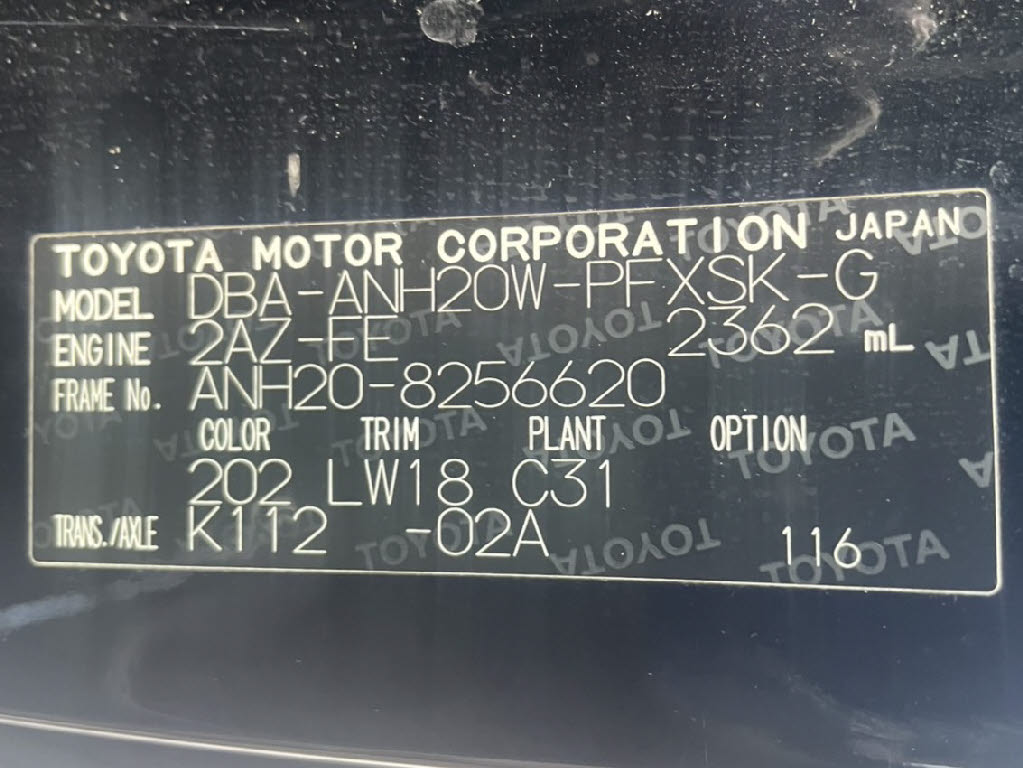 TOYOTA MOTOR CORPORATION JAPAN
MODEL DBA-ANH20W-PFXSK-G
ENGINE 2AZ-FE 2362 mL
FRAME No. ANH20-8256620
COLOR TRIM PLANT OPTION
202 LW18 C31
TRANS./AXLE K112 -02A 116